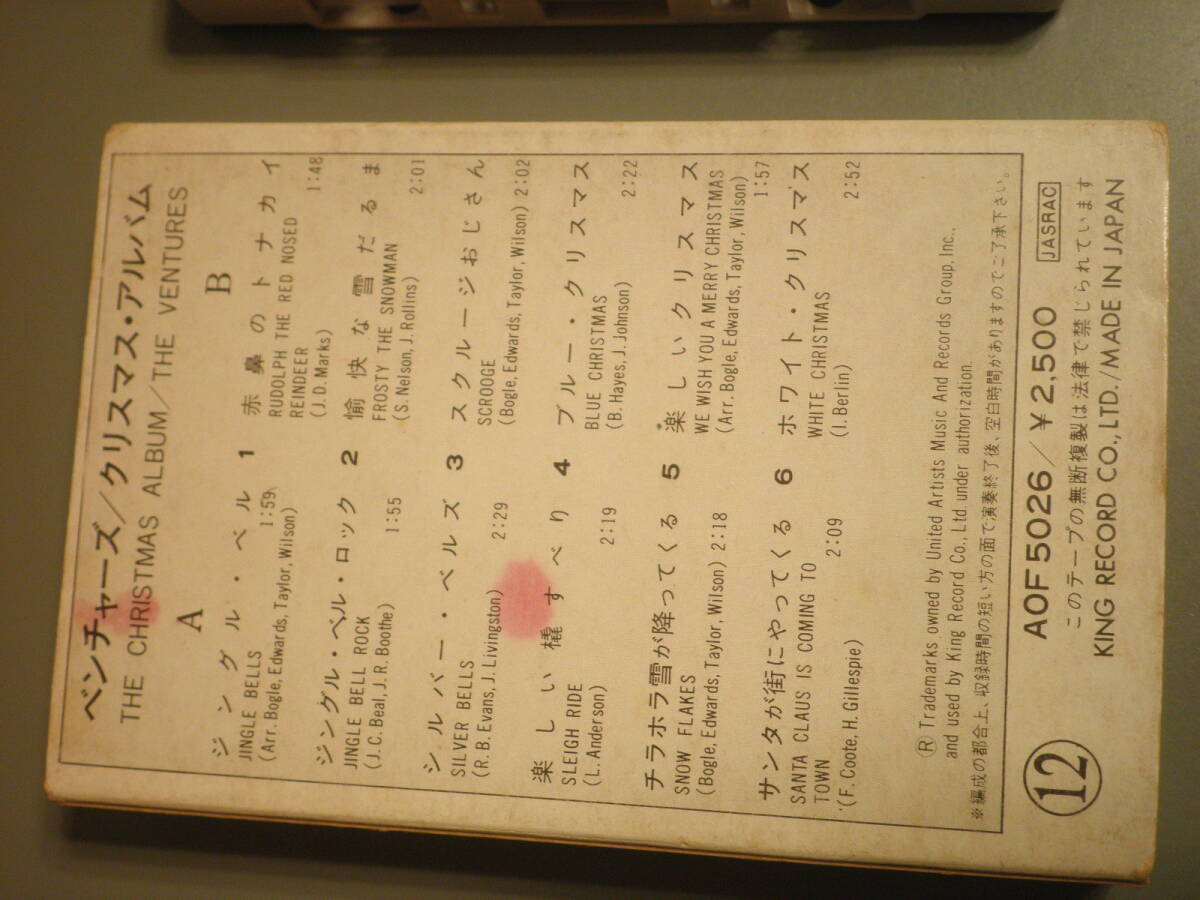 ベンチャーズ/クリスマス・アルバム
THE CHRISTMAS ALBUM/THE VENTURES
A
ジングル・ベル
JINGLE BELLS 1:59
(Arr. Bogle, Edwards, Taylor, Wilson)
ジングル・ベル・ロック
JINGLE BELL ROCK 1:55
(J.C. Beal, J.R. Boothe)
シルバー・ベルズ
SILVER BELLS 2:29
(R.B. Evans, J. Livingston)
楽しい橇すべり
SLEIGH RIDE 2:19
(L. Anderson)
チラホラ雪が降ってくる
SNOW FLAKES
(Bogle, Edwards, Taylor, Wilson) 2:18
サンタが街にやってくる
SANTA CLAUS IS COMING TO
TOWN 2:09
(F. Coote, H. Gillespie)
B
1 赤鼻のトナカイ
RUDOLPH THE RED NOSED
REINDEER 1:48
(J.D. Marks)
2 愉快な雪だるま
FROSTY THE SNOWMAN 2:01
(S. Nelson, J. Rollins)
3 スクルージおじさん
SCROOGE
(Bogle, Edwards, Taylor, Wilson) 2:02
4 ブルー・クリスマス
BLUE CHRISTMAS 2:22
(B. Hayes, J. Johnson)
5 楽しいクリスマス
WE WISH YOU A MERRY CHRISTMAS
(Arr. Bogle, Edwards, Taylor, Wilson) 1:57
6 ホワイト・クリスマス
WHITE CHRISTMAS 2:52
(I. Berlin)
Ⓡ Trademarks owned by United Artists Music And Records Group, Inc.,
and used by King Record Co., Ltd. under authorization.
※編成の都合上、収録時間の短い方の面で演奏終了後、空白時間がありますのでご了承下さい。
⑫
AOF5026/¥2,500 JASRAC
このテープの無断複製は法律で禁じられています
KING RECORD CO., LTD./MADE IN JAPAN